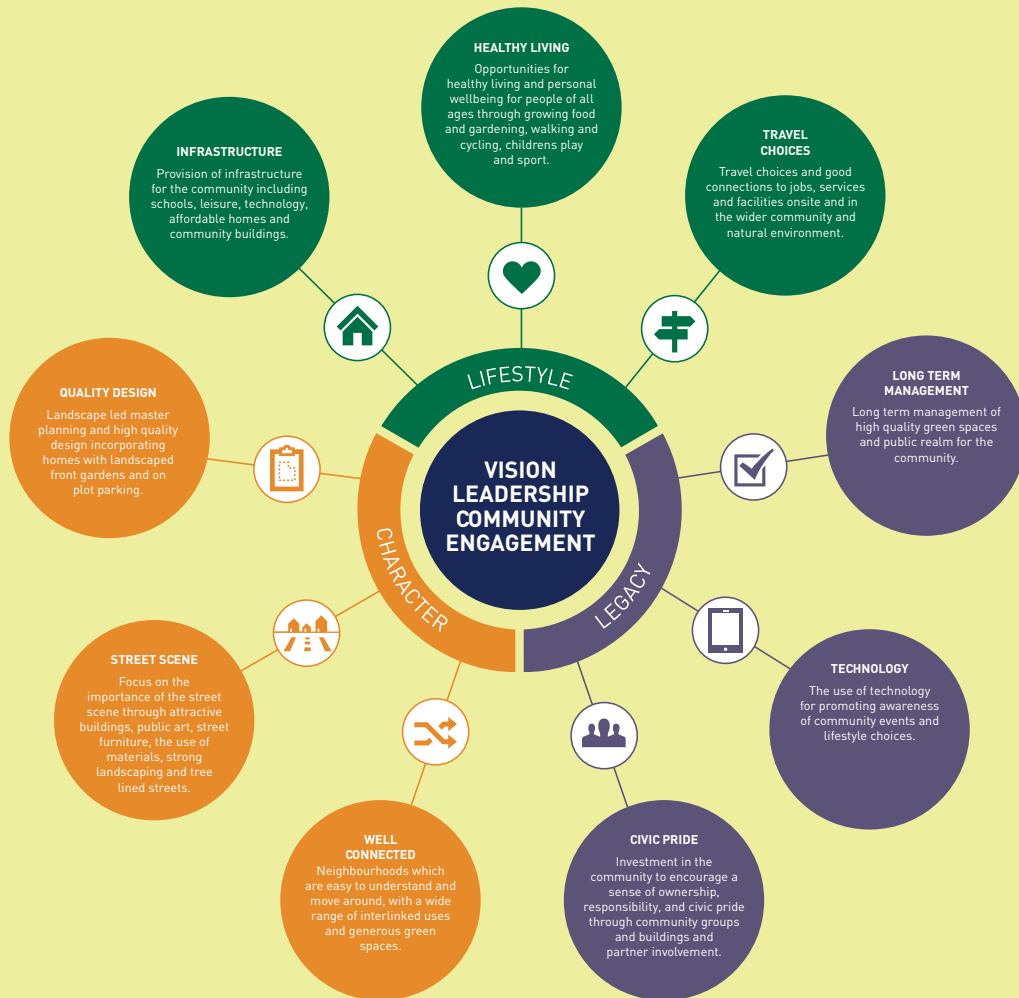 HEALTHY LIVING
Opportunities for
healthy living and personal
wellbeing for people of all
ages through growing food
and gardening, walking and
cycling, childrens play
and sport.
INFRASTRUCTURE
Provision of infrastructure
for the community including
schools, leisure, technology,
affordable homes and
community buildings.
TRAVEL
CHOICES
Travel choices and good
connections to jobs, services
and facilities onsite and in
the wider community and
natural environment.
QUALITY DESIGN
Landscape led master
planning and high quality
design incorporating
homes with landscaped
front gardens and on
plot parking.
LIFESTYLE
LONG TERM
MANAGEMENT
Long term management of
high quality green spaces
and public realm for the
community.
VISION
LEADERSHIP
COMMUNITY
ENGAGEMENT
CHARACTER
LEGACY
STREET SCENE
Focus on the
importance of the street
scene through attractive
buildings, public art, street
furniture, the use of
materials, strong
landscaping and tree
lined streets.
TECHNOLOGY
The use of technology
for promoting awareness
of community events and
lifestyle choices.
WELL
CONNECTED
Neighbourhoods which
are easy to understand and
move around, with a wide
range of interlinked uses
and generous green
spaces.
CIVIC PRIDE
Investment in the
community to encourage a
sense of ownership,
responsibility, and civic pride
through community groups
and buildings and
partner involvement.